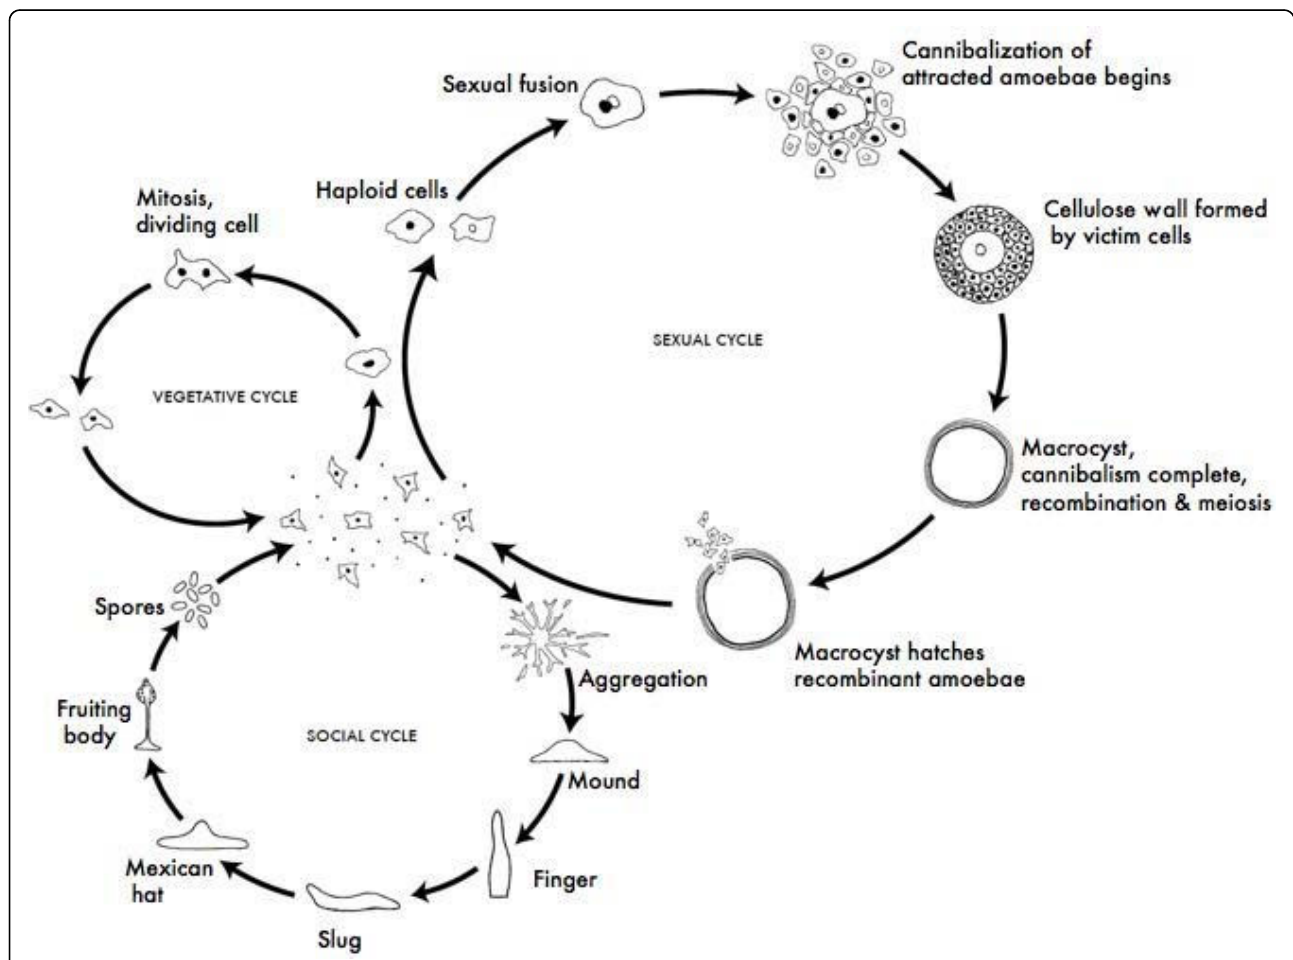 Cannibalization of
attracted amoebae begins
Sexual fusion
Haploid cells
Mitosis,
dividing cell
Cellulose wall formed
by victim cells
SEXUAL CYCLE
VEGETATIVE CYCLE
Macrocyst,
cannibalism complete,
recombination & meiosis
Spores
Macrocyst hatches
recombinant amoebae
Aggregation
Fruiting
body
SOCIAL CYCLE
Mound
Mexican
hat
Finger
Slug